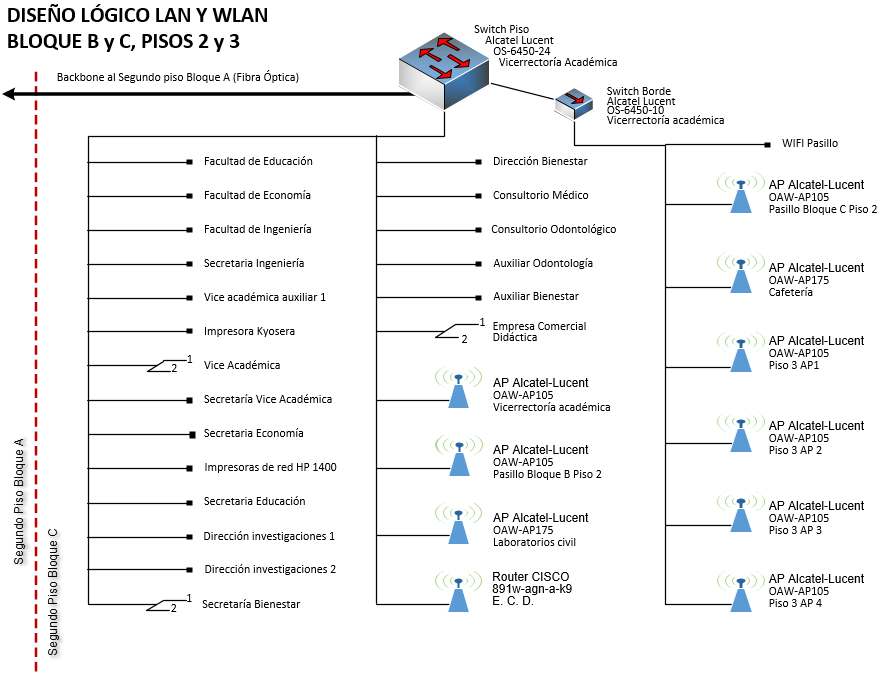 DISEÑO LÓGICO LAN Y WLAN
BLOQUE B y C, PISOS 2 y 3
Backbone al Segundo piso Bloque A (Fibra Óptica)
Switch Piso
Alcatel Lucent
OS-6450-24
Vicerrectoría Académica
Switch Borde
Alcatel Lucent
OS-6450-10
Vicerrectoría académica
Facultad de Educación
Facultad de Economía
Facultad de Ingeniería
Secretaria Ingeniería
Vice académica auxiliar 1
Impresora Kyosera
1
2
Vice Académica
Secretaría Vice Académica
Secretaria Economía
Impresoras de red HP 1400
Secretaria Educación
Dirección investigaciones 1
Dirección investigaciones 2
1
2
Secretaría Bienestar
Dirección Bienestar
Consultorio Médico
Consultorio Odontológico
Auxiliar Odontología
Auxiliar Bienestar
1
2
Empresa Comercial
Didáctica
AP Alcatel-Lucent
OAW-AP105
Vicerrectoría académica
AP Alcatel-Lucent
OAW-AP105
Pasillo Bloque B Piso 2
AP Alcatel-Lucent
OAW-AP175
Laboratorios civil
Router CISCO
891w-agn-a-k9
E. C. D.
WIFI Pasillo
AP Alcatel-Lucent
OAW-AP105
Pasillo Bloque C Piso 2
AP Alcatel-Lucent
OAW-AP175
Cafetería
AP Alcatel-Lucent
OAW-AP105
Piso 3 AP1
AP Alcatel-Lucent
OAW-AP105
Piso 3 AP 2
AP Alcatel-Lucent
OAW-AP105
Piso 3 AP 3
AP Alcatel-Lucent
OAW-AP105
Piso 3 AP 4
Segundo Piso Bloque A
Segundo Piso Bloque C